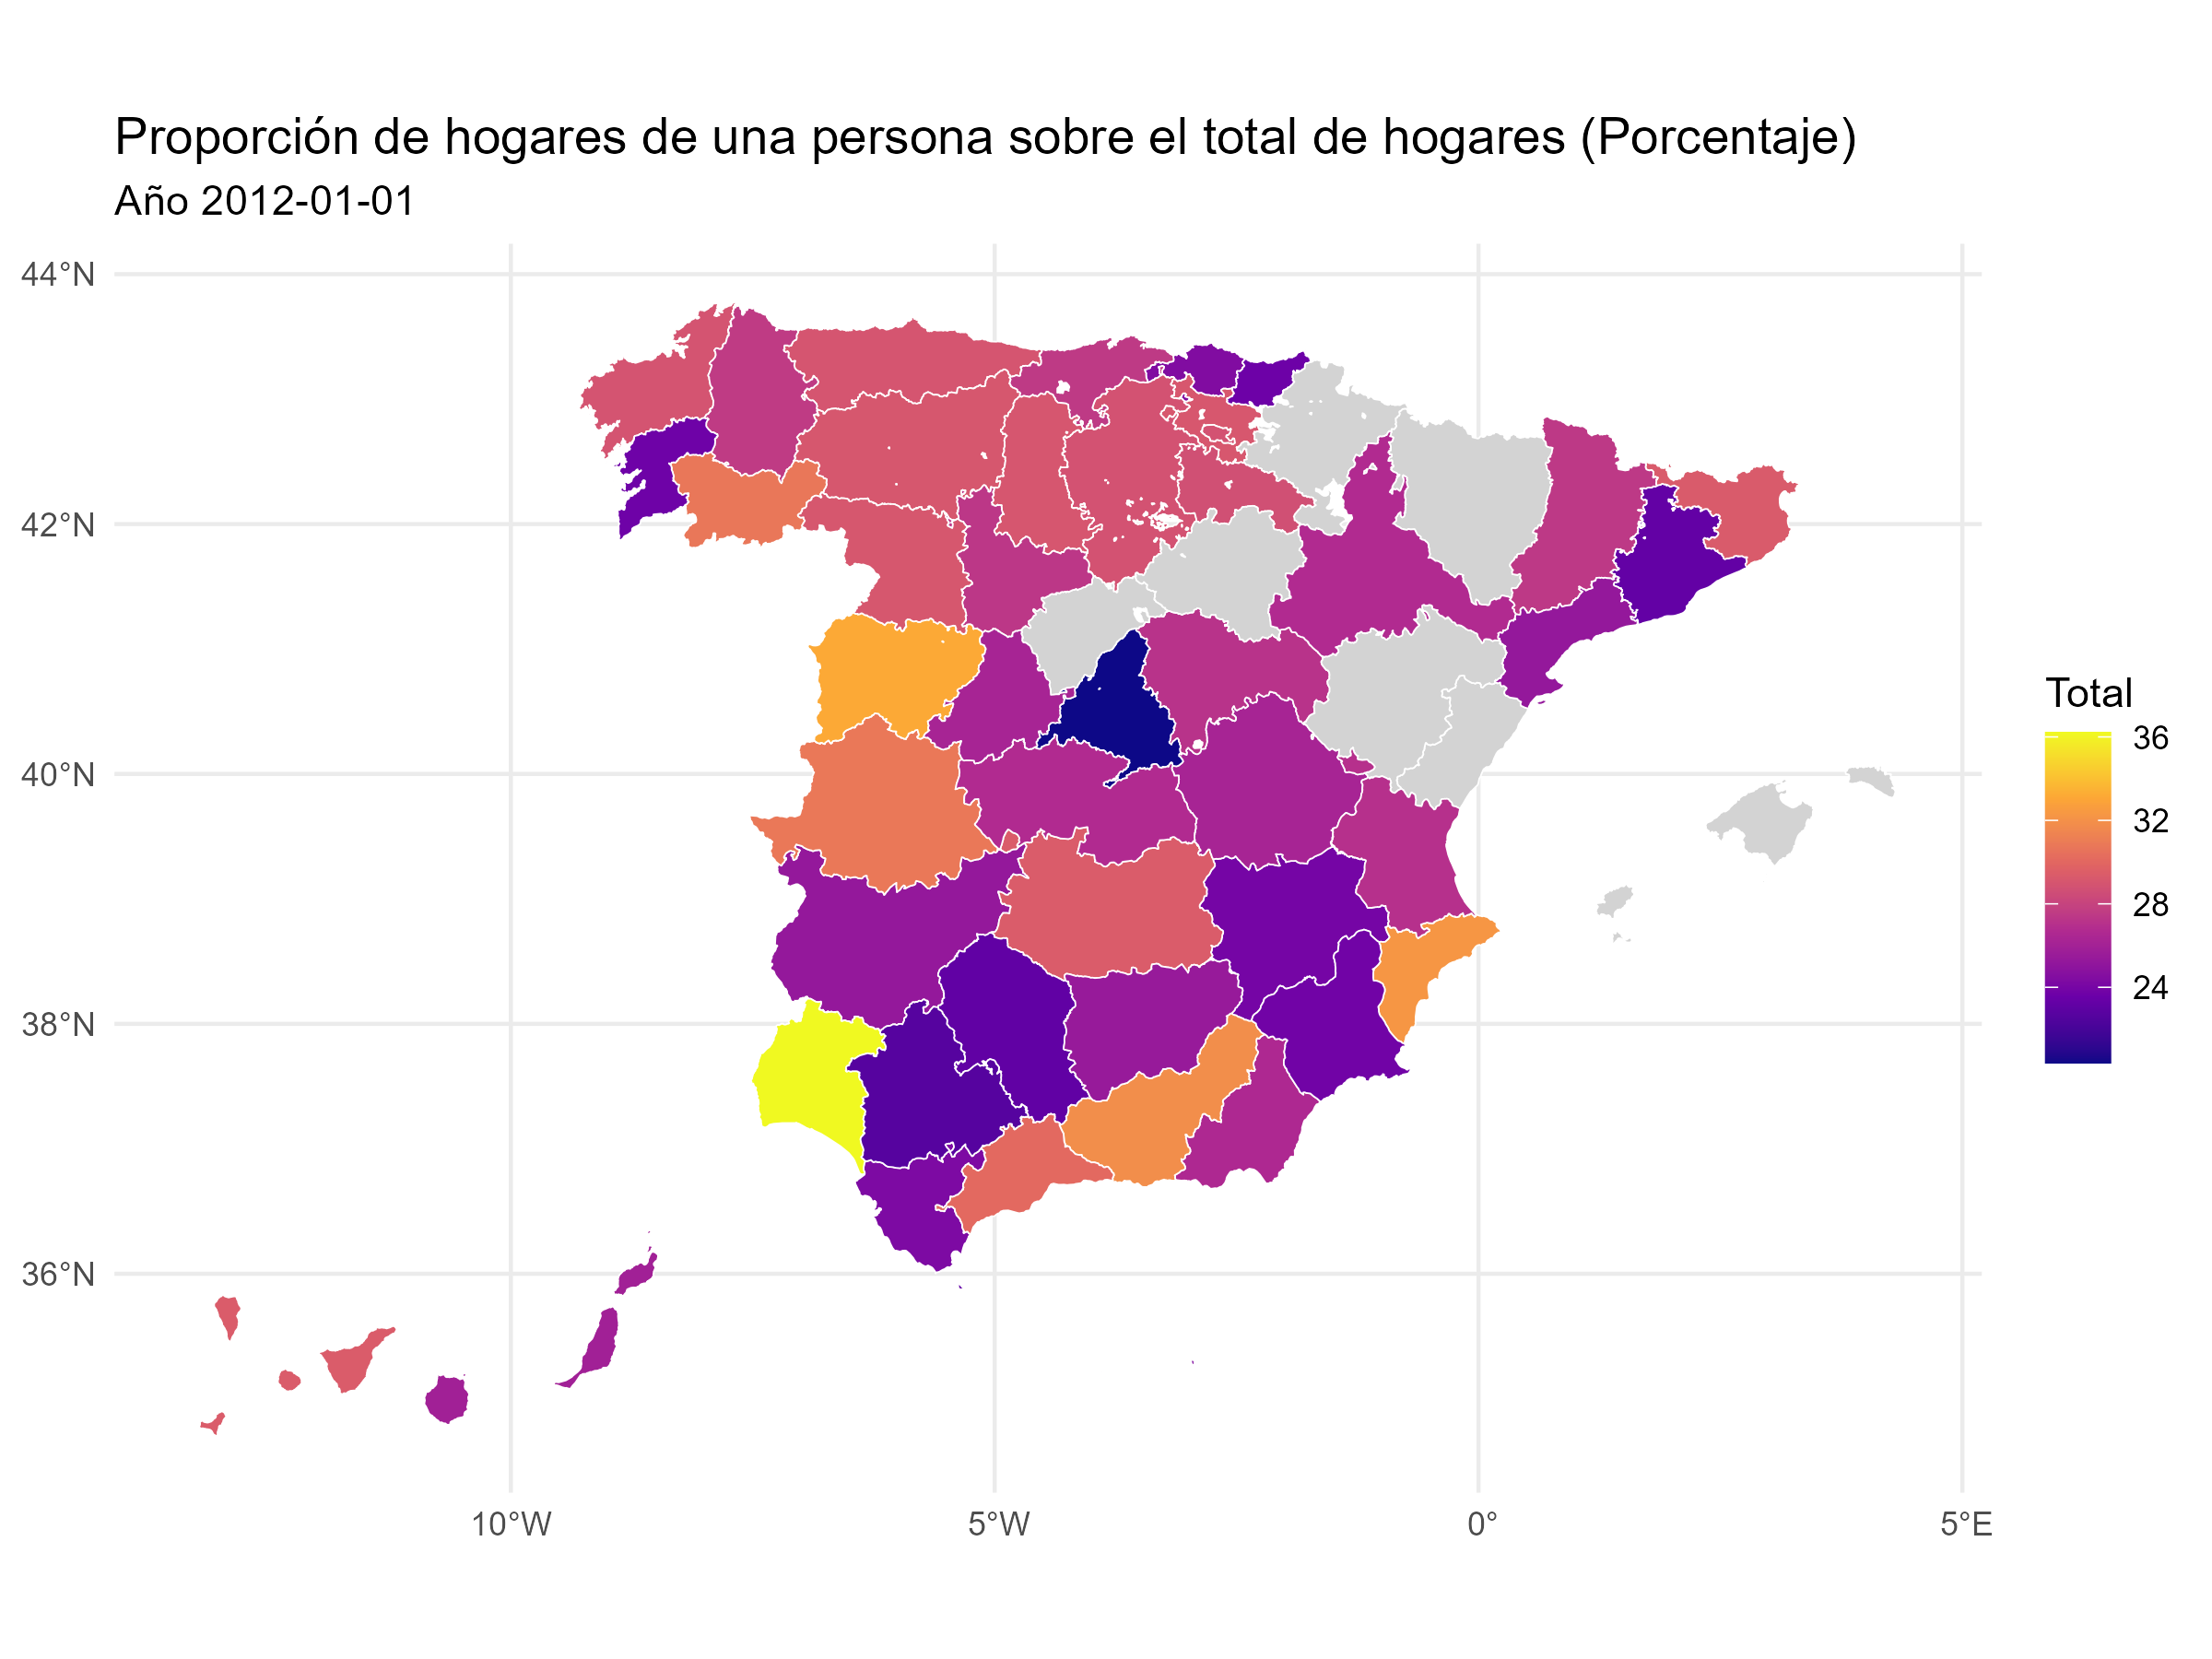 Proporción de hogares de una persona sobre el total de hogares (Porcentaje)
Año 2012-01-01
44°N
42°N
40°N
38°N
36°N
10°W
5°W
0°
5°E
Total
36
32
28
24